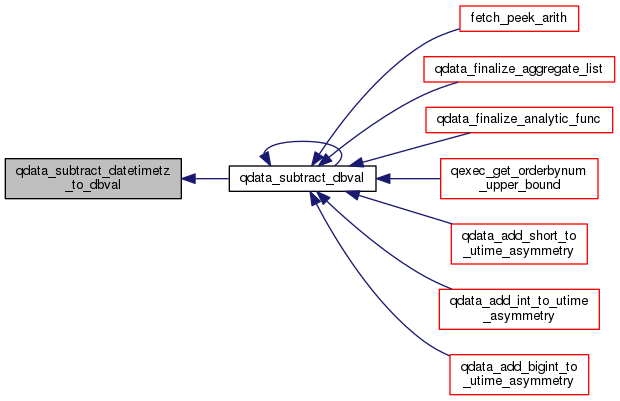 fetch_peek_arith
qdata_finalize_aggregate_list
qdata_finalize_analytic_func
qdata_subtract_datetimetz
_to_dbval
qdata_subtract_dbval
qexec_get_orderbynum
_upper_bound
qdata_add_short_to
_utime_asymmetry
qdata_add_int_to_utime
_asymmetry
qdata_add_bigint_to
_utime_asymmetry